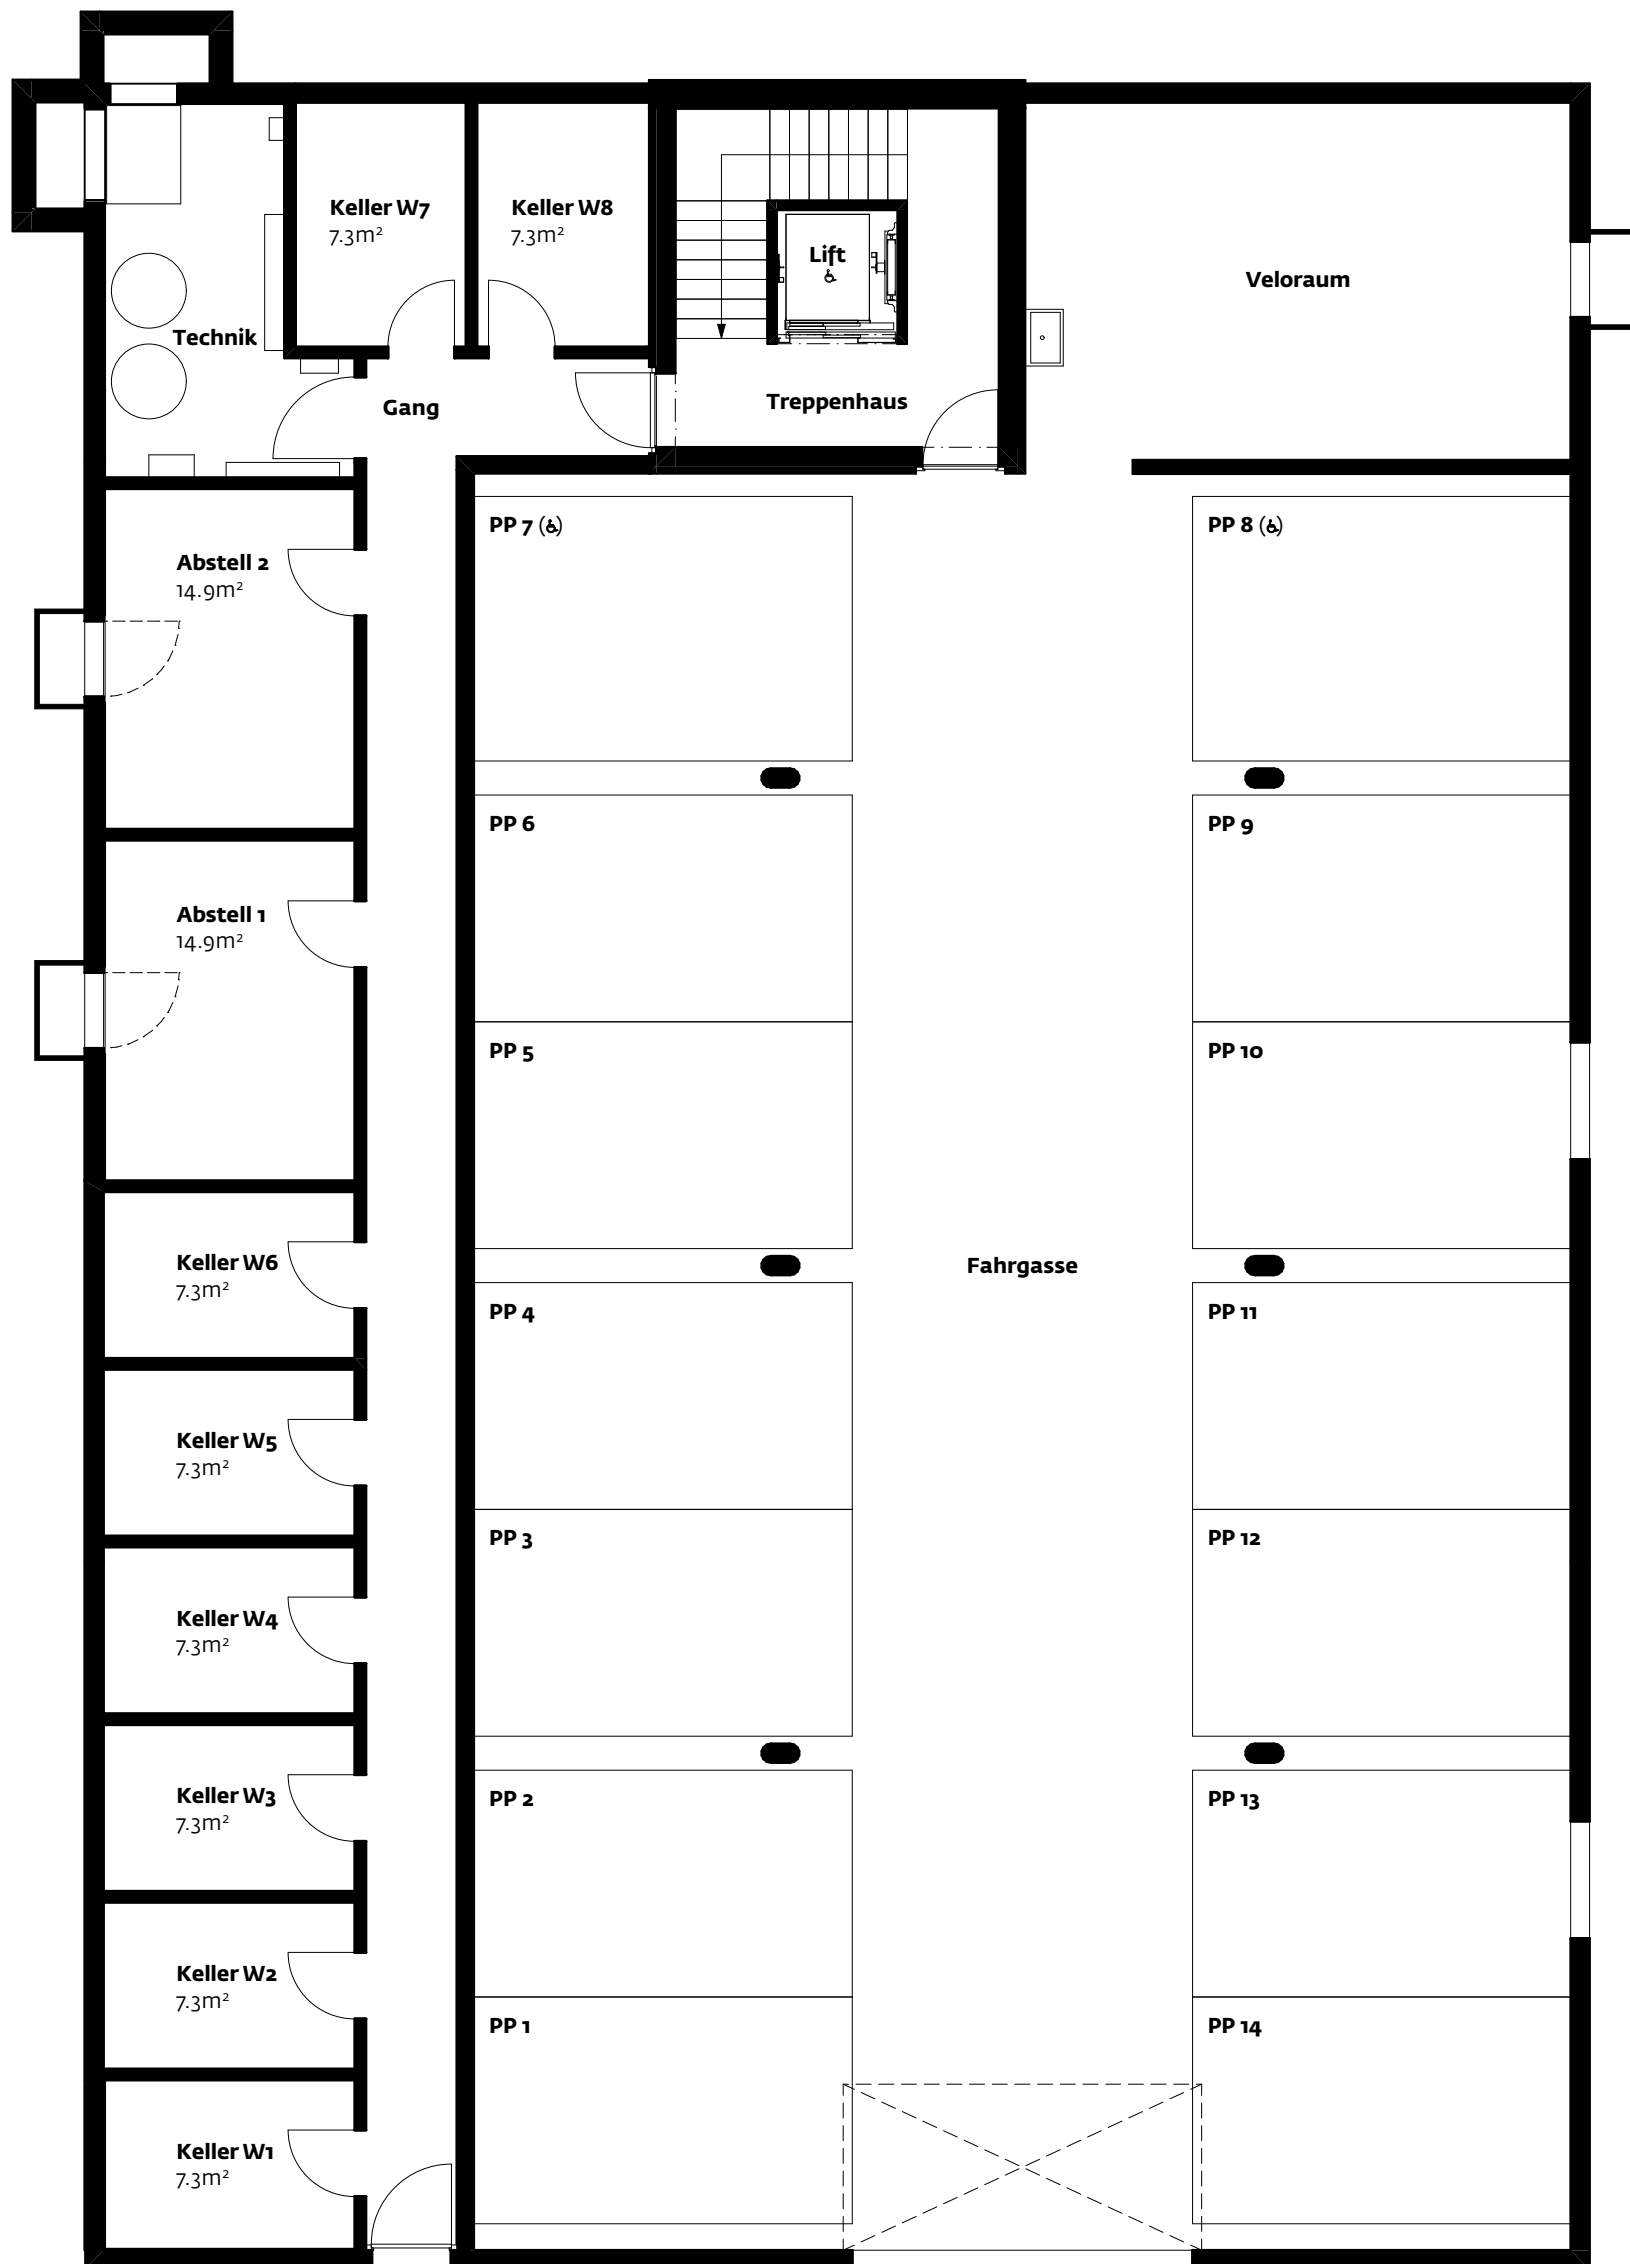 Keller W7
7.3m²
Keller W8
7.3m²
Lift
Veloraum
Technik
Gang
Treppenhaus
PP 7 (♿)
PP 8 (♿)
Abstell 2
14.9m²
PP 6
PP 9
Abstell 1
14.9m²
PP 5
PP 10
Keller W6
7.3m²
Fahrgasse
PP 4
PP 11
Keller W5
7.3m²
PP 3
PP 12
Keller W4
7.3m²
Keller W3
7.3m²
PP 2
PP 13
Keller W2
7.3m²
PP 1
PP 14
Keller W1
7.3m²